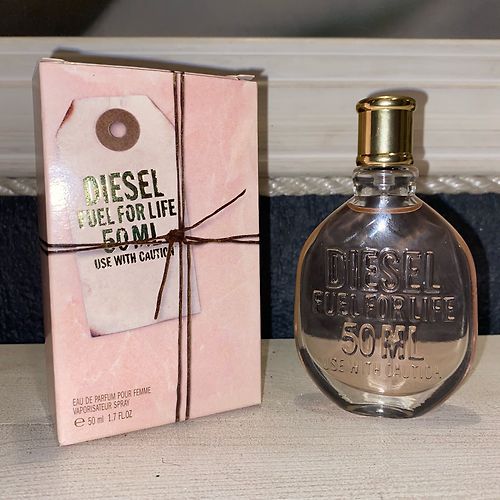 DIESEL
FUEL FOR LIFE
50 ML
USE WITH CAUTION
EAU DE PARFUM POUR FEMME
VAPORISATEUR SPRAY
e 50 ml 1.7 FL.OZ
DIESEL
FUEL FOR LIFE
50 ML
USE WITH CAUTION